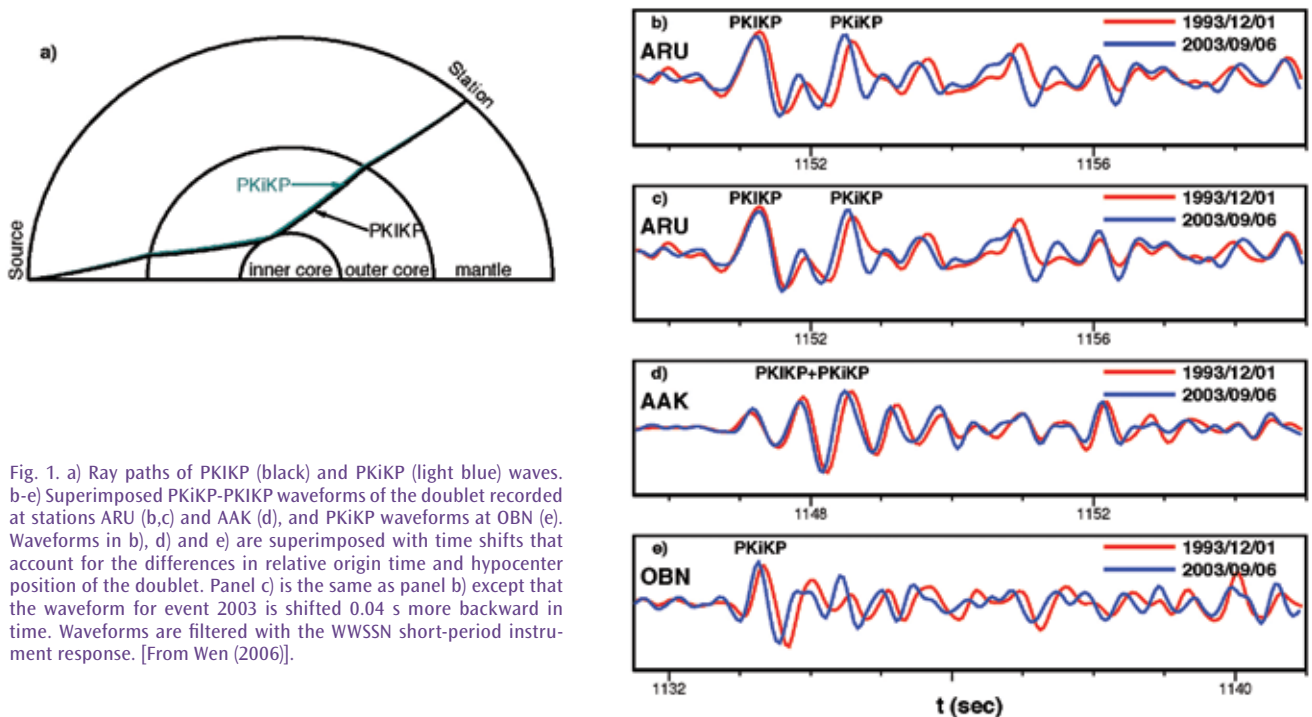 a)
Source
Station
PKiKP
PKIKP
inner core
outer core
mantle
Fig. 1. a) Ray paths of PKIKP (black) and PKiKP (light blue) waves.
b-e) Superimposed PKiKP-PKIKP waveforms of the doublet recorded
at stations ARU (b,c) and AAK (d), and PKiKP waveforms at OBN (e).
Waveforms in b), d) and e) are superimposed with time shifts that
account for the differences in relative origin time and hypocenter
position of the doublet. Panel c) is the same as panel b) except that
the waveform for event 2003 is shifted 0.04 s more backward in
time. Waveforms are filtered with the WWSSN short-period instru-
ment response. [From Wen (2006)].
b)
PKIKP
PKiKP
1993/12/01
ARU
2003/09/06
1152
1156
c)
PKIKP
PKiKP
1993/12/01
ARU
2003/09/06
1152
1156
d)
PKIKP+PKiKP
1993/12/01
AAK
2003/09/06
1148
1152
e)
PKiKP
1993/12/01
OBN
2003/09/06
1132
1140
t (sec)